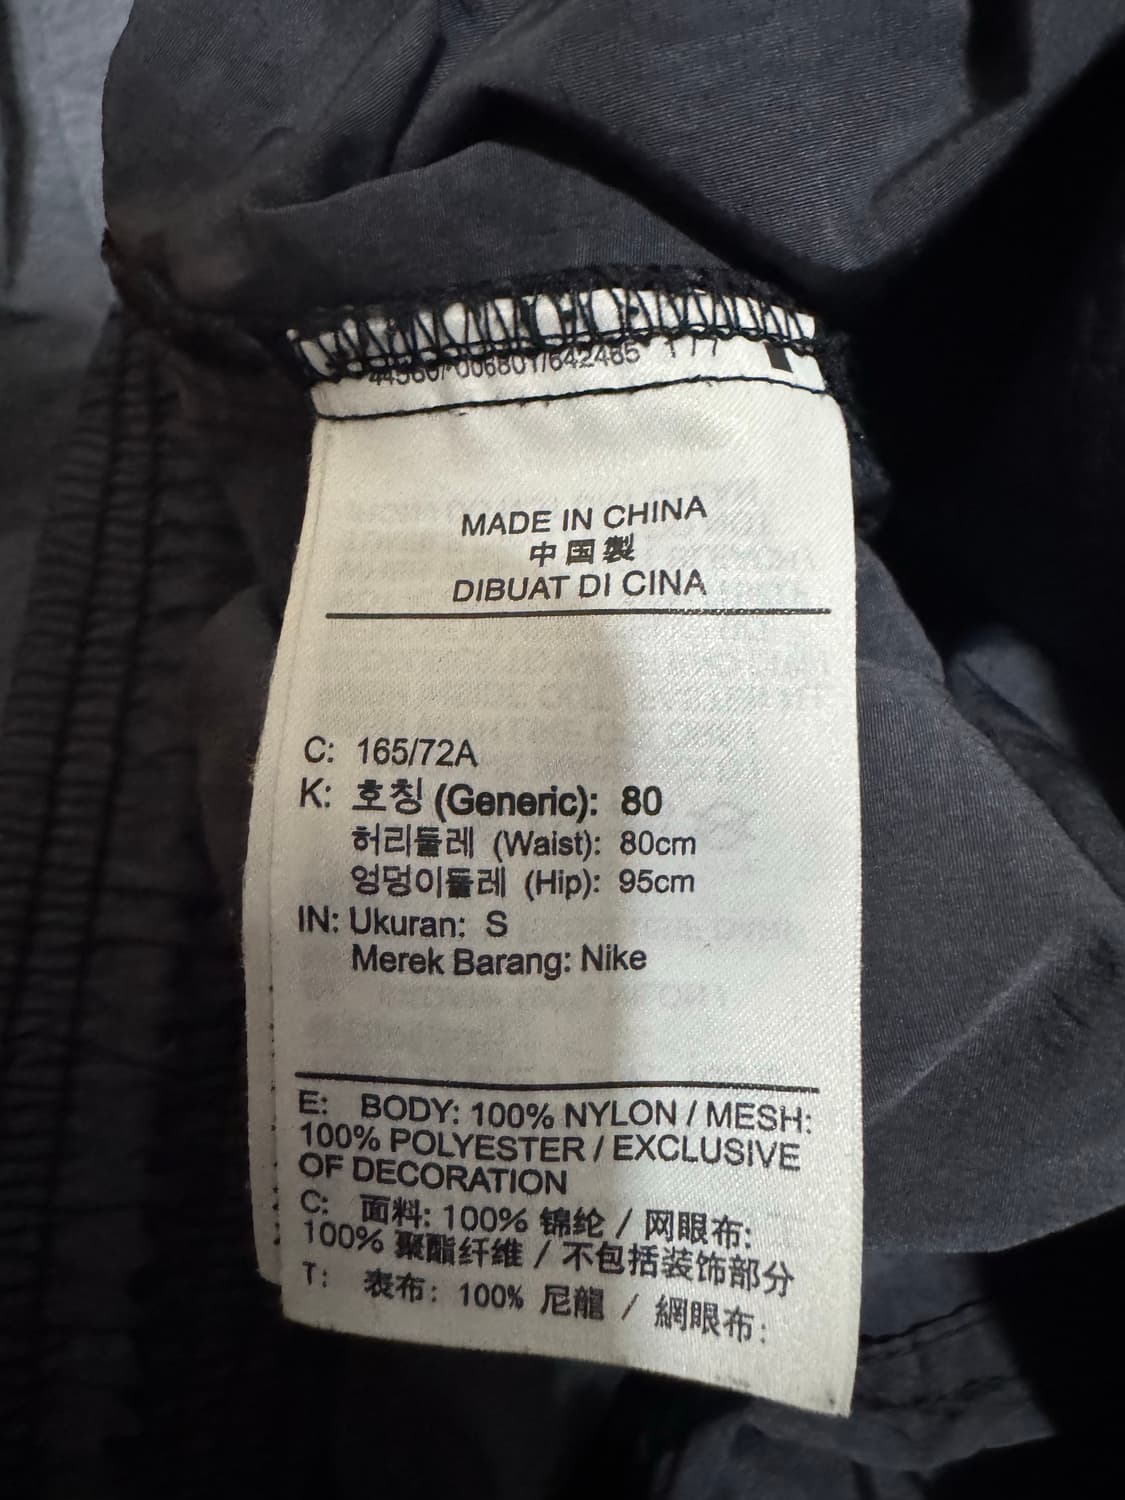 MADE IN CHINA
中国製
DIBUAT DI CINA
C: 165/72A
K: 호칭 (Generic): 80
허리둘레 (Waist): 80cm
엉덩이둘레 (Hip): 95cm
IN: Ukuran: S
Merek Barang: Nike
E: BODY: 100% NYLON / MESH:
100% POLYESTER / EXCLUSIVE
OF DECORATION
C: 面料: 100% 锦纶 / 网眼布:
100% 聚酯纤维 / 不包括装饰部分
T: 表布: 100% 尼龍 / 網眼布: